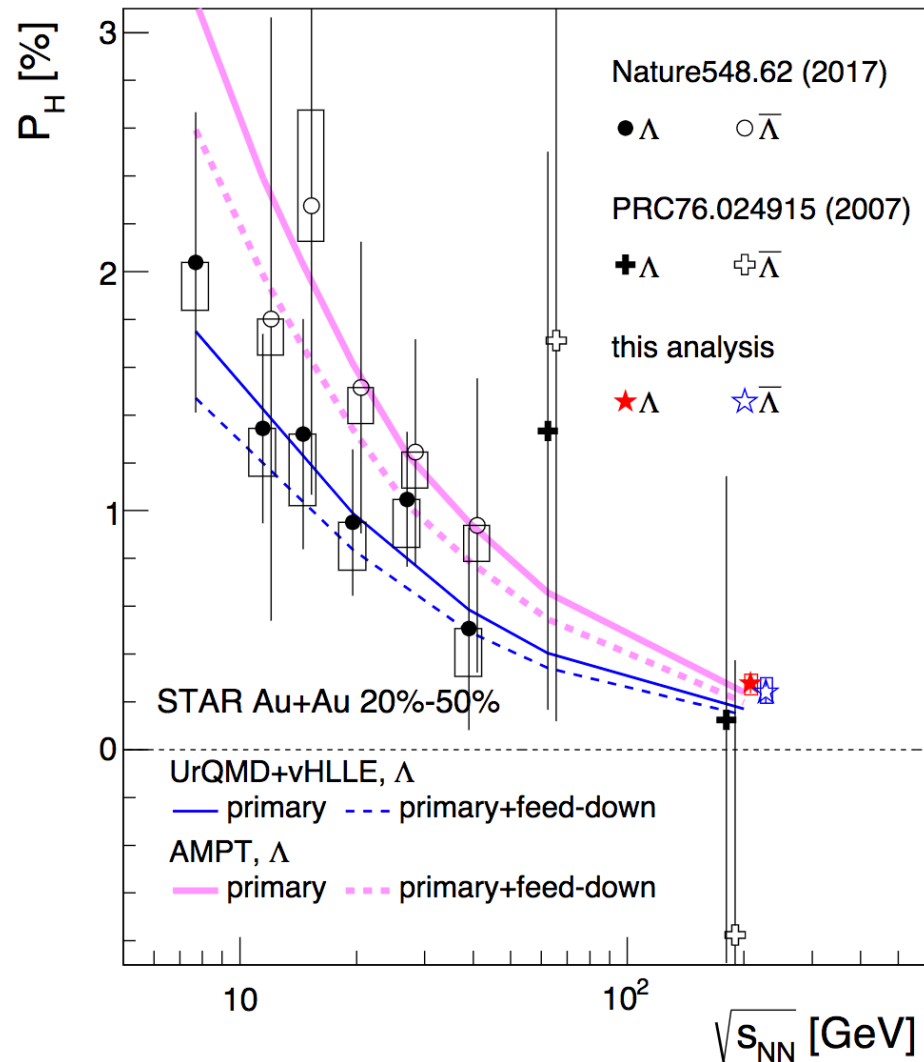 P_H [%]
3
2
1
0
Nature548.62 (2017)
Λ Λ̅
PRC76.024915 (2007)
Λ Λ̅
this analysis
Λ Λ̅
STAR Au+Au 20%-50%
UrQMD+vHLLE, Λ
primary primary+feed-down
AMPT, Λ
primary primary+feed-down
10 10²
√s_NN [GeV]